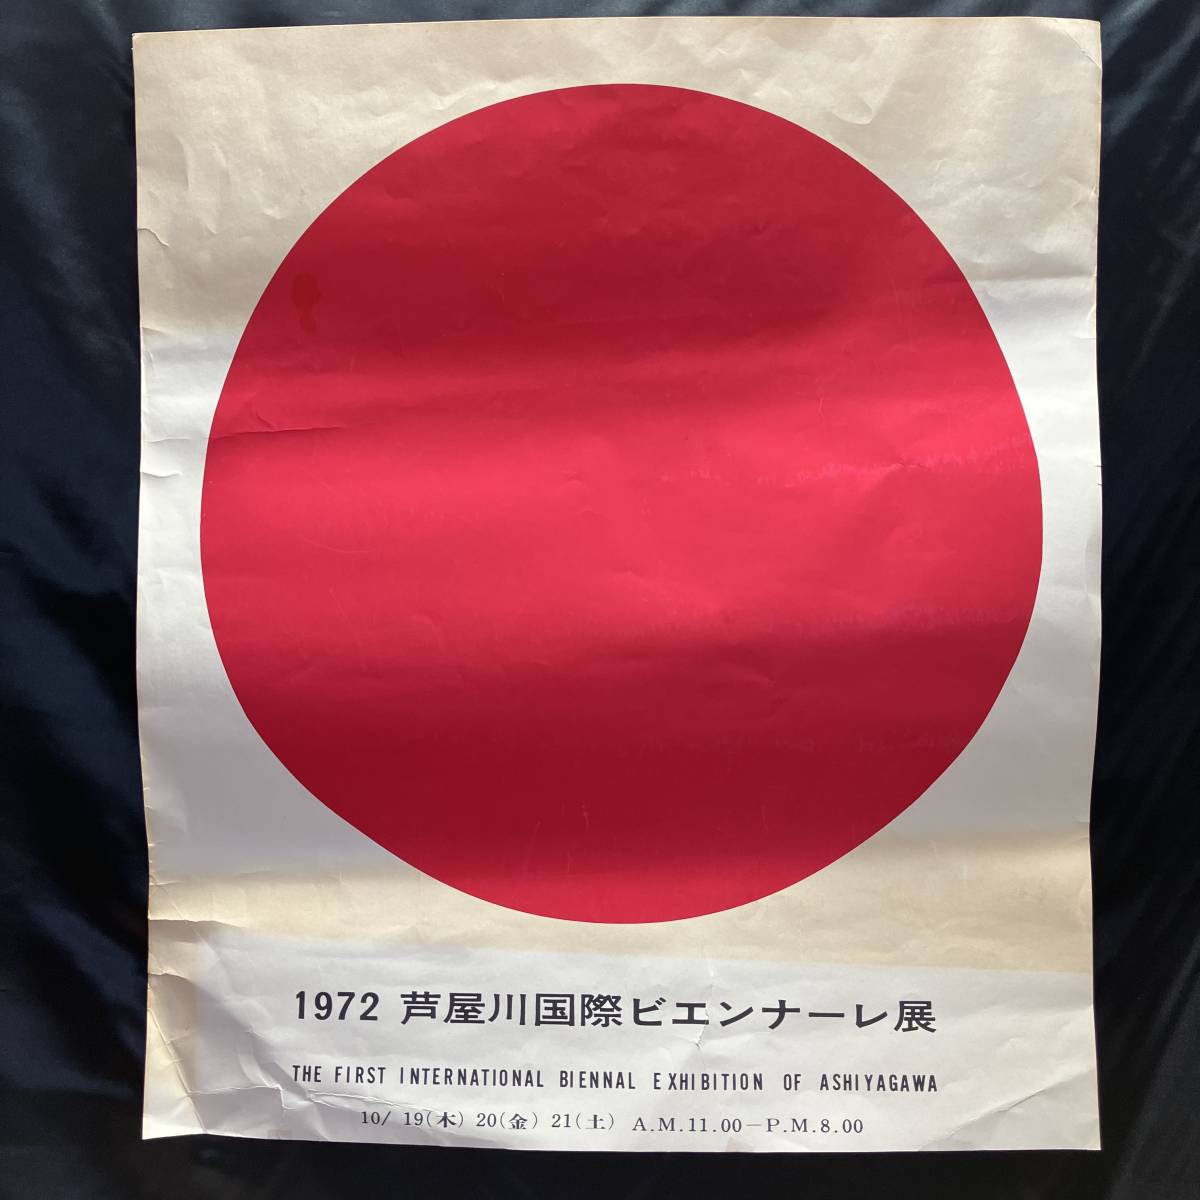 1972 芦屋川国際ビエンナーレ展
THE FIRST INTERNATIONAL BIENNAL EXHIBITION OF ASHIYAGAWA
10/ 19(木) 20(金) 21(土) A.M.11.00－P.M.8.00